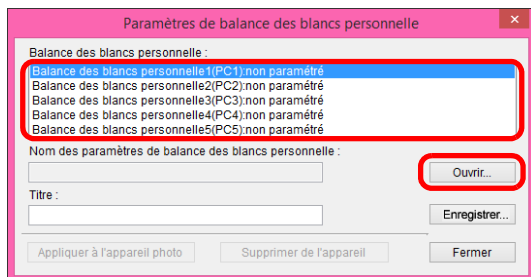 Paramètres de balance des blancs personnelle
Balance des blancs personnelle :
Balance des blancs personnelle1(PC1):non paramétré
Balance des blancs personnelle2(PC2):non paramétré
Balance des blancs personnelle3(PC3):non paramétré
Balance des blancs personnelle4(PC4):non paramétré
Balance des blancs personnelle5(PC5):non paramétré
Nom des paramètres de balance des blancs personnelle :
Ouvrir...
Titre :
Enregistrer...
Appliquer à l'appareil photo Supprimer de l'appareil Fermer